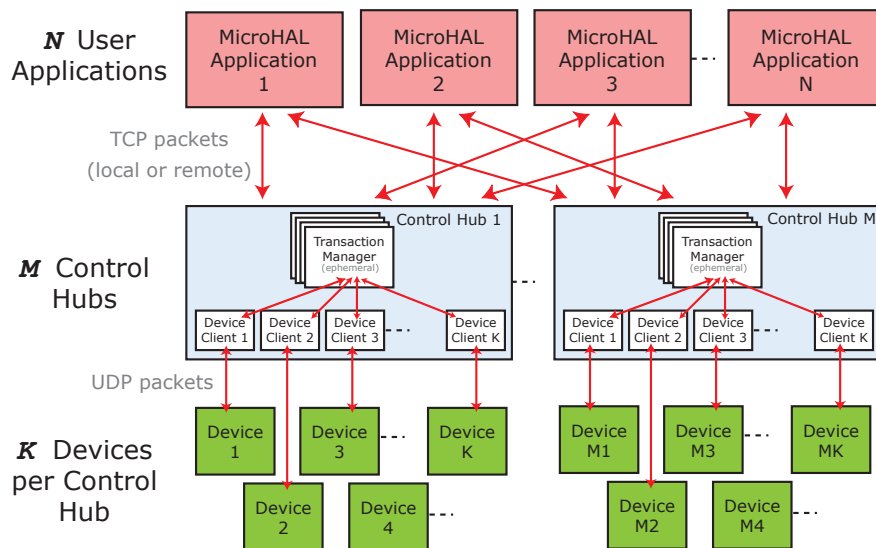 N User
Applications
MicroHAL
Application
1
MicroHAL
Application
2
MicroHAL
Application
3
MicroHAL
Application
N
TCP packets
(local or remote)
M Control
Hubs
Control Hub 1
Transaction
Manager
(ephemeral)
Device
Client 1
Device
Client 2
Device
Client 3
Device
Client K
Control Hub M
Transaction
Manager
(ephemeral)
Device
Client 1
Device
Client 2
Device
Client 3
Device
Client K
UDP packets
K Devices
per Control
Hub
Device
1
Device
3
Device
K
Device
2
Device
4
Device
M1
Device
M3
Device
MK
Device
M2
Device
M4